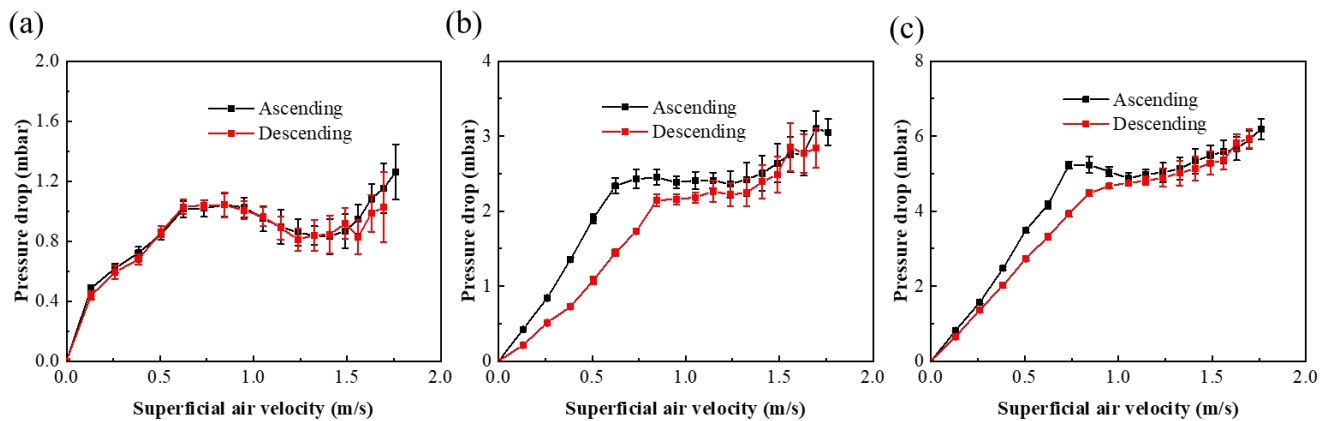 (a)
2.0
1.6
1.2
0.8
0.4
0.0
Pressure drop (mbar)
Ascending
Descending
0.0 0.5 1.0 1.5 2.0
Superficial air velocity (m/s)
(b)
4
3
2
1
0
Pressure drop (mbar)
Ascending
Descending
0.0 0.5 1.0 1.5 2.0
Superficial air velocity (m/s)
(c)
8
6
4
2
0
Pressure drop (mbar)
Ascending
Descending
0.0 0.5 1.0 1.5 2.0
Superficial air velocity (m/s)